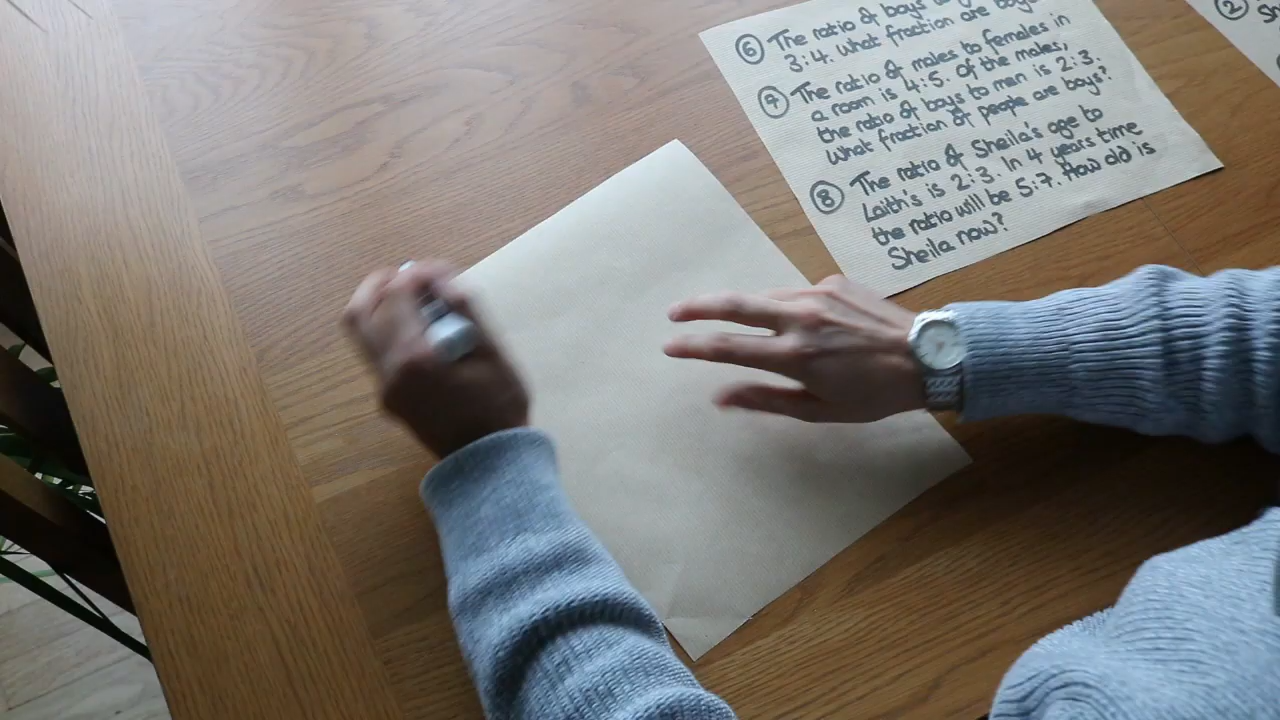 ⑥ The ratio of boys to
3:4. What fraction are boys
⑦ The ratio of males to females in
a room is 4:5. Of the males,
the ratio of boys to men is 2:3.
What fraction of people are boys?
⑧ The ratio of Sheila's age to
Laith's is 2:3. In 4 years time
the ratio will be 5:7. How old is
Sheila now?
②